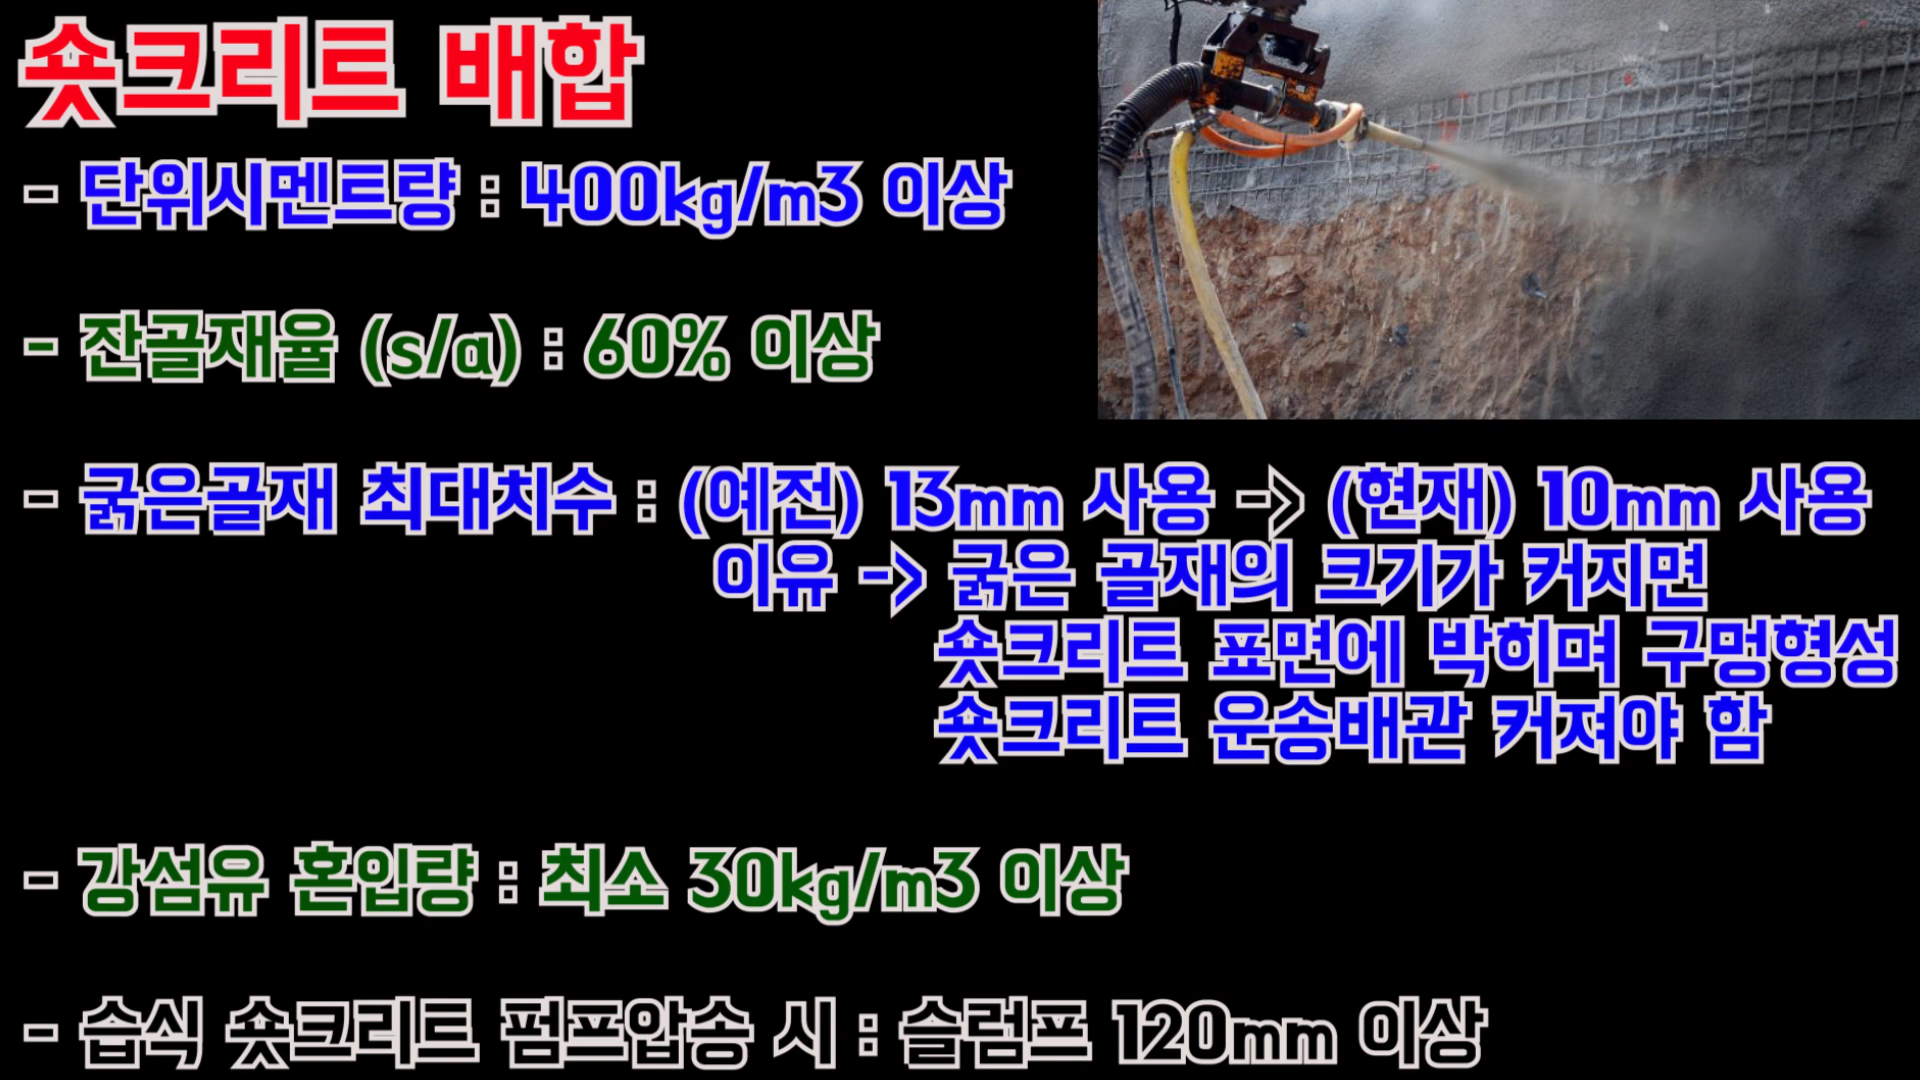 숏크리트 배합
- 단위시멘트량 : 400kg/m3 이상
- 잔골재율 (s/a) : 60% 이상
- 굵은골재 최대치수 : (예전) 13mm 사용 -> (현재) 10mm 사용
이유 -> 굵은 골재의 크기가 커지면
숏크리트 표면에 박히며 구멍형성
숏크리트 운송배관 커져야 함
- 강섬유 혼입량 : 최소 30kg/m3 이상
- 습식 숏크리트 펌프압송 시 : 슬럼프 120mm 이상